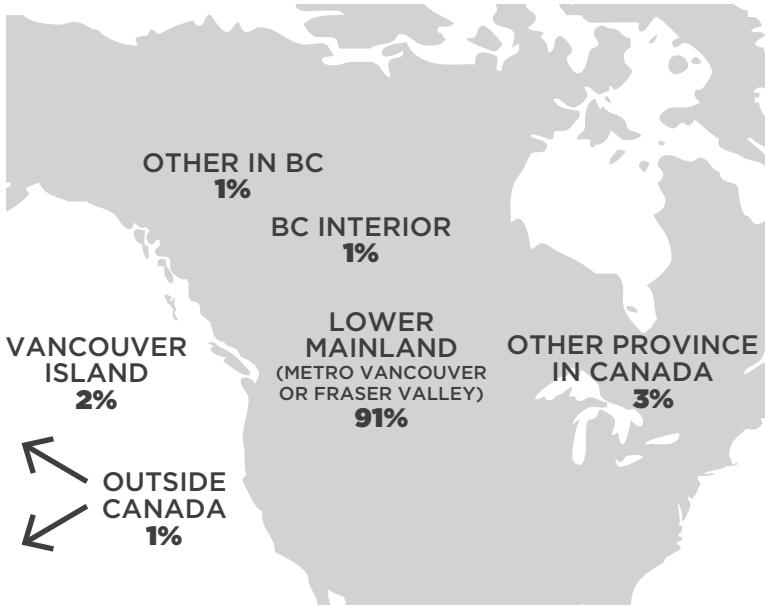 OTHER IN BC
1%
BC INTERIOR
1%
LOWER
MAINLAND
(METRO VANCOUVER
OR FRASER VALLEY)
91%
VANCOUVER
ISLAND
2%
OTHER PROVINCE
IN CANADA
3%
OUTSIDE
CANADA
1%